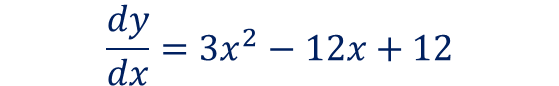 dy/dx = 3x² − 12x + 12